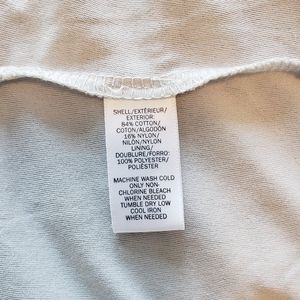 SHELL/EXTÉRIEUR/
EXTERIOR:
84% COTTON/
COTON/ALGODÓN
16% NYLON/
NILÓN/NYLON
LINING/
DOUBLURE/FORRO:
100% POLYESTER/
POLIÉSTER
MACHINE WASH COLD
ONLY NON-
CHLORINE BLEACH
WHEN NEEDED
TUMBLE DRY LOW
COOL IRON
WHEN NEEDED